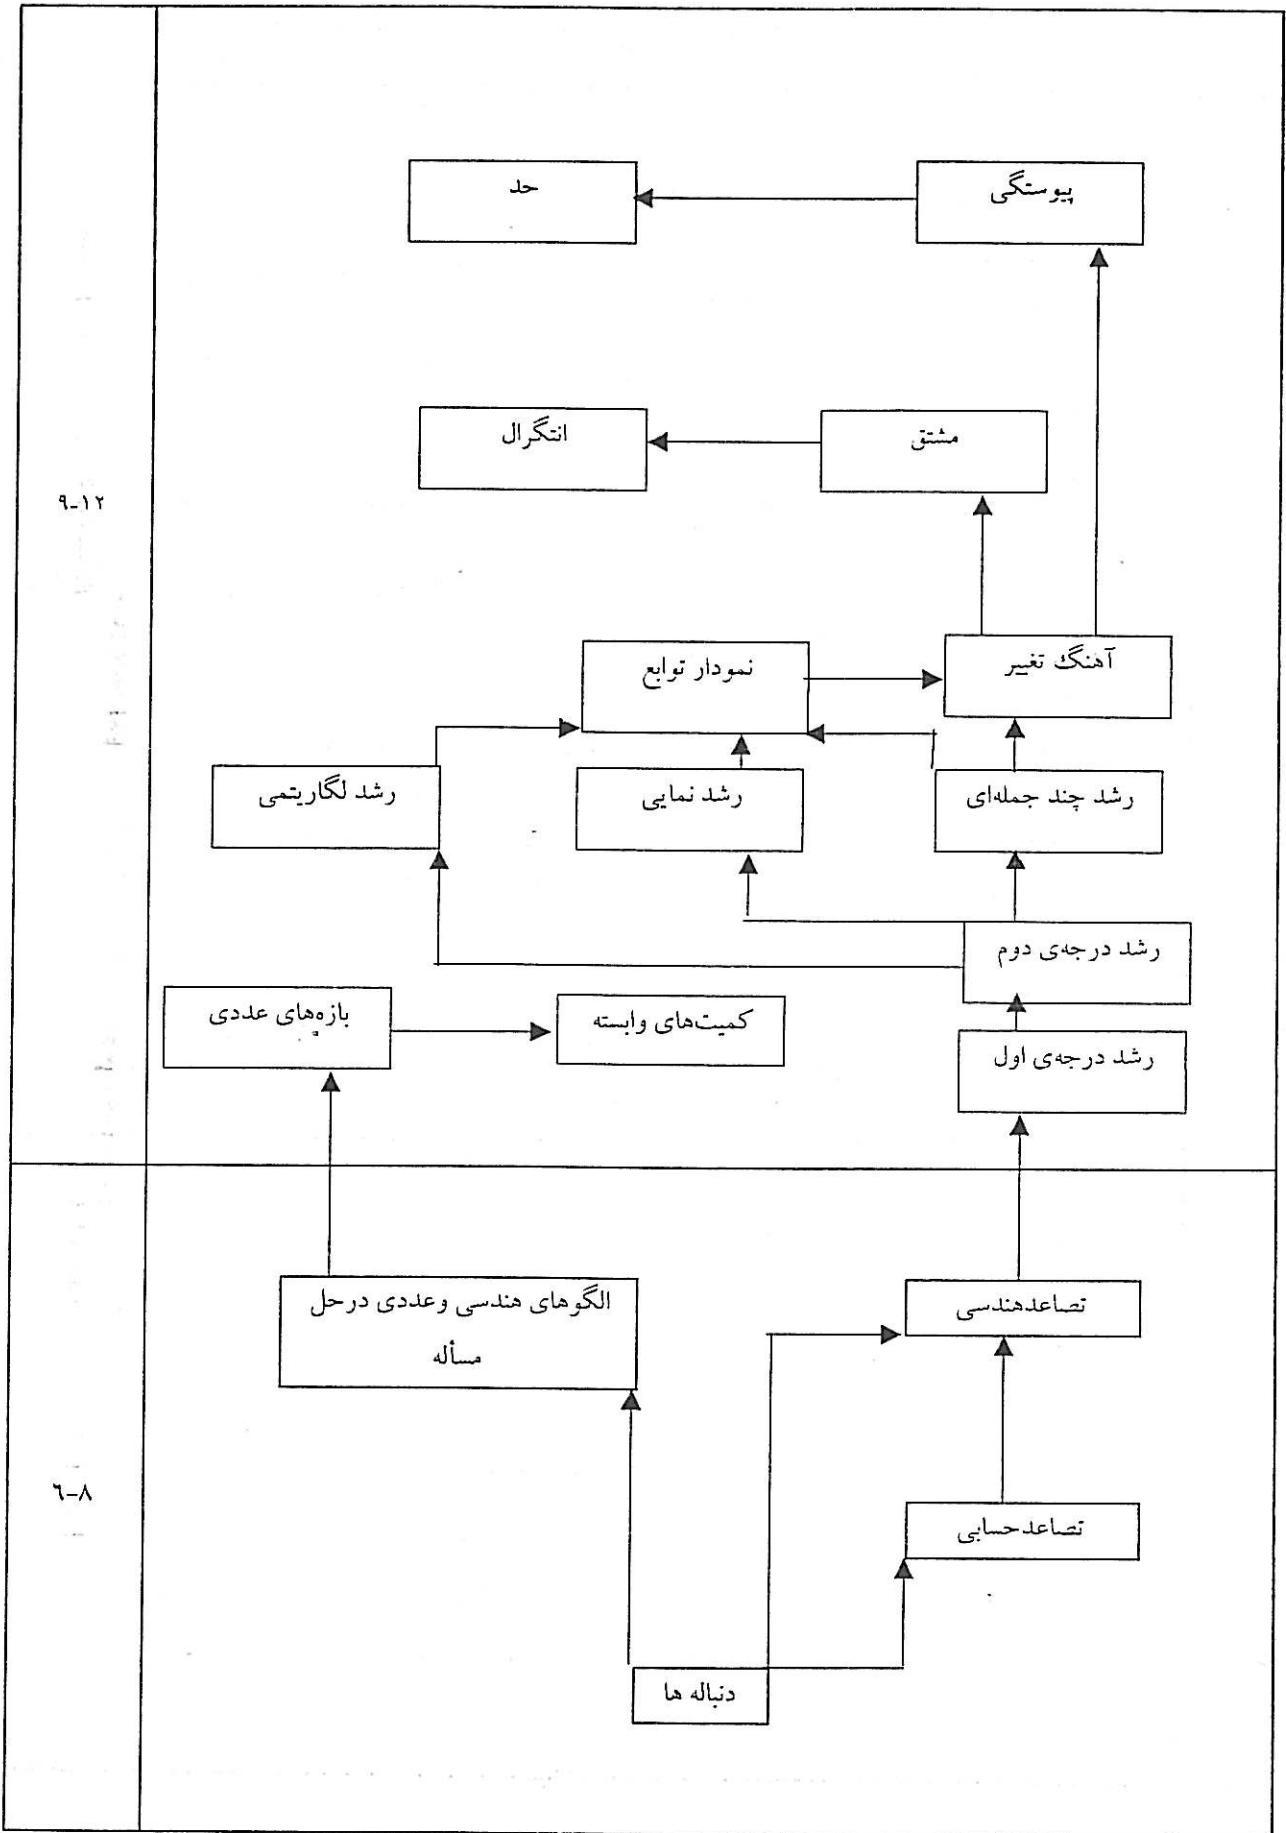 پیوستگی
حد
مشتق
انتگرال
۹-۱۲
آهنگ تغییر
نمودار توابع
رشد چند جمله‌ای
رشد نمایی
رشد لگاریتمی
رشد درجه‌ی دوم
کمیت‌های وابسته
بازه‌های عددی
رشد درجه‌ی اول
تصاعدهندسی
الگوهای هندسی وعددی درحل
مسأله
۶-۸
تصاعدحسابی
دنباله ها